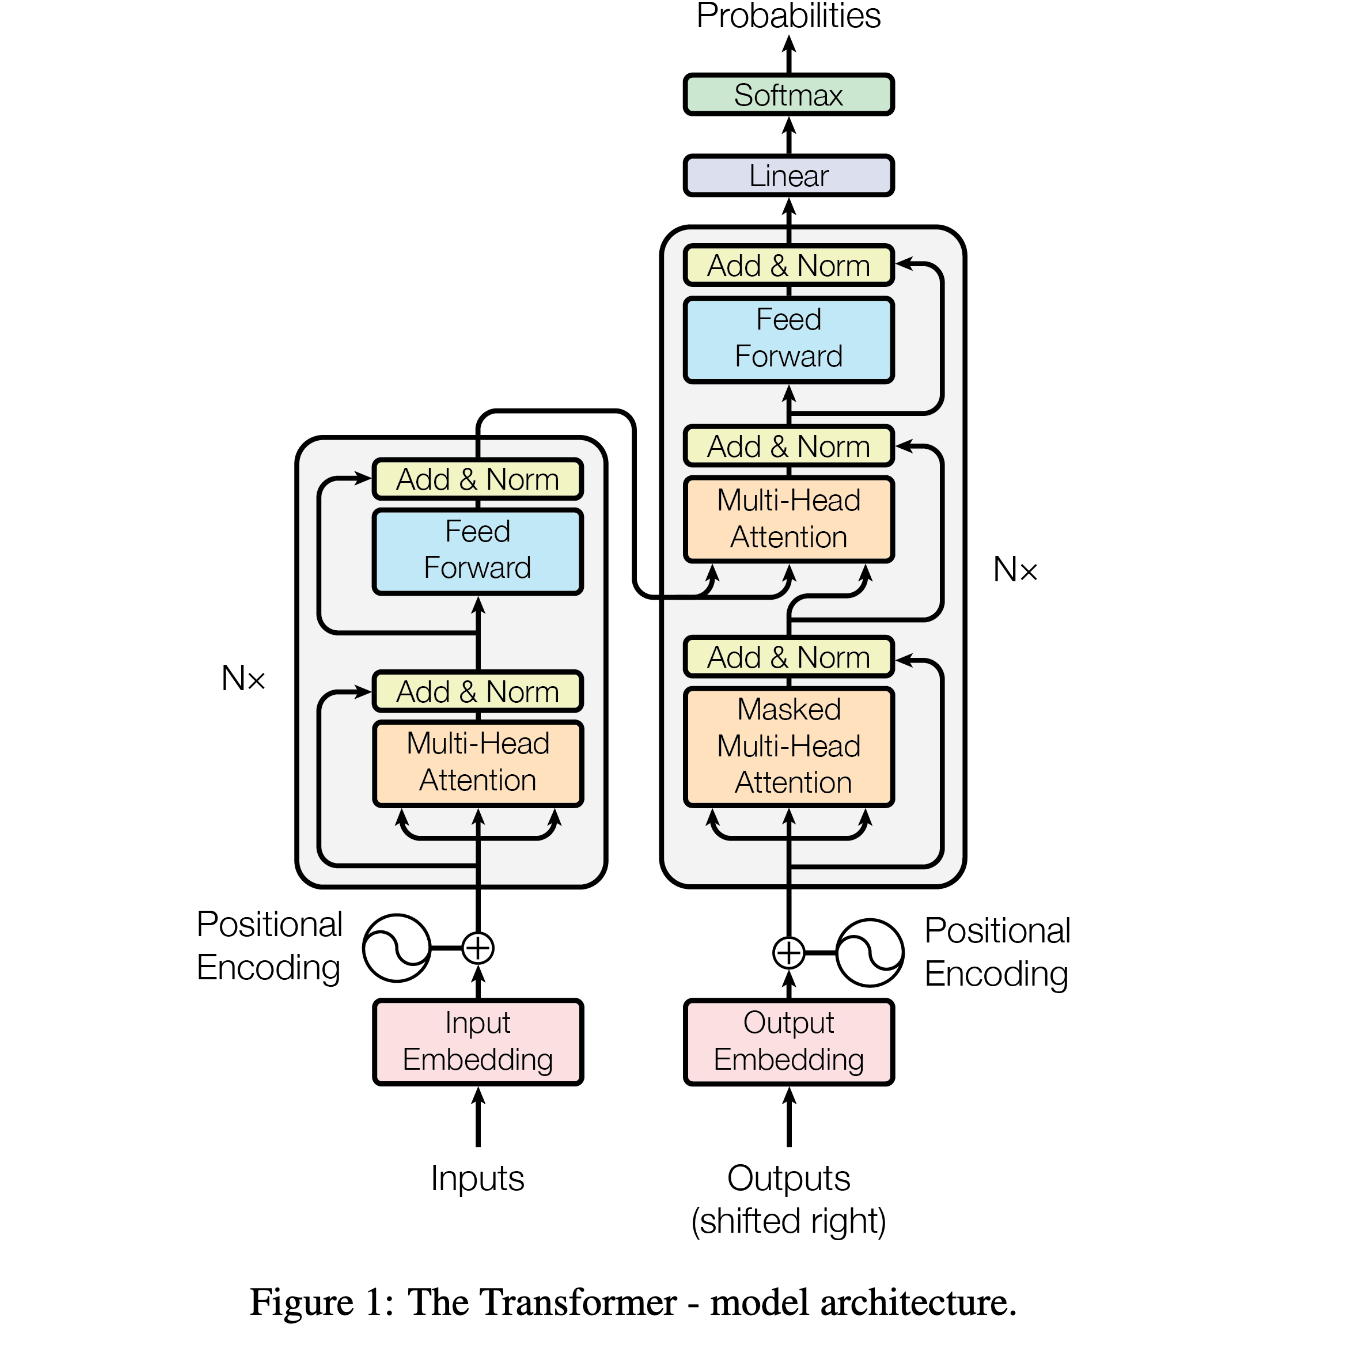 Probabilities
Softmax
Linear
Add & Norm
Feed
Forward
Add & Norm
Multi-Head
Attention
Add & Norm
Masked
Multi-Head
Attention
Nx
Add & Norm
Feed
Forward
Add & Norm
Multi-Head
Attention
N×
Positional
Encoding
Positional
Encoding
Input
Embedding
Output
Embedding
Inputs
Outputs
(shifted right)
Figure 1: The Transformer - model architecture.